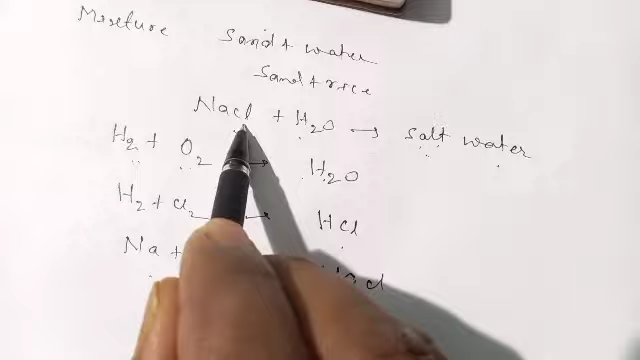 Mixture
Sand + water
Sand + rice
Nacl + H2O → salt water
H2 + O2 → H2O
H2 + cl2 → Hcl
Na +